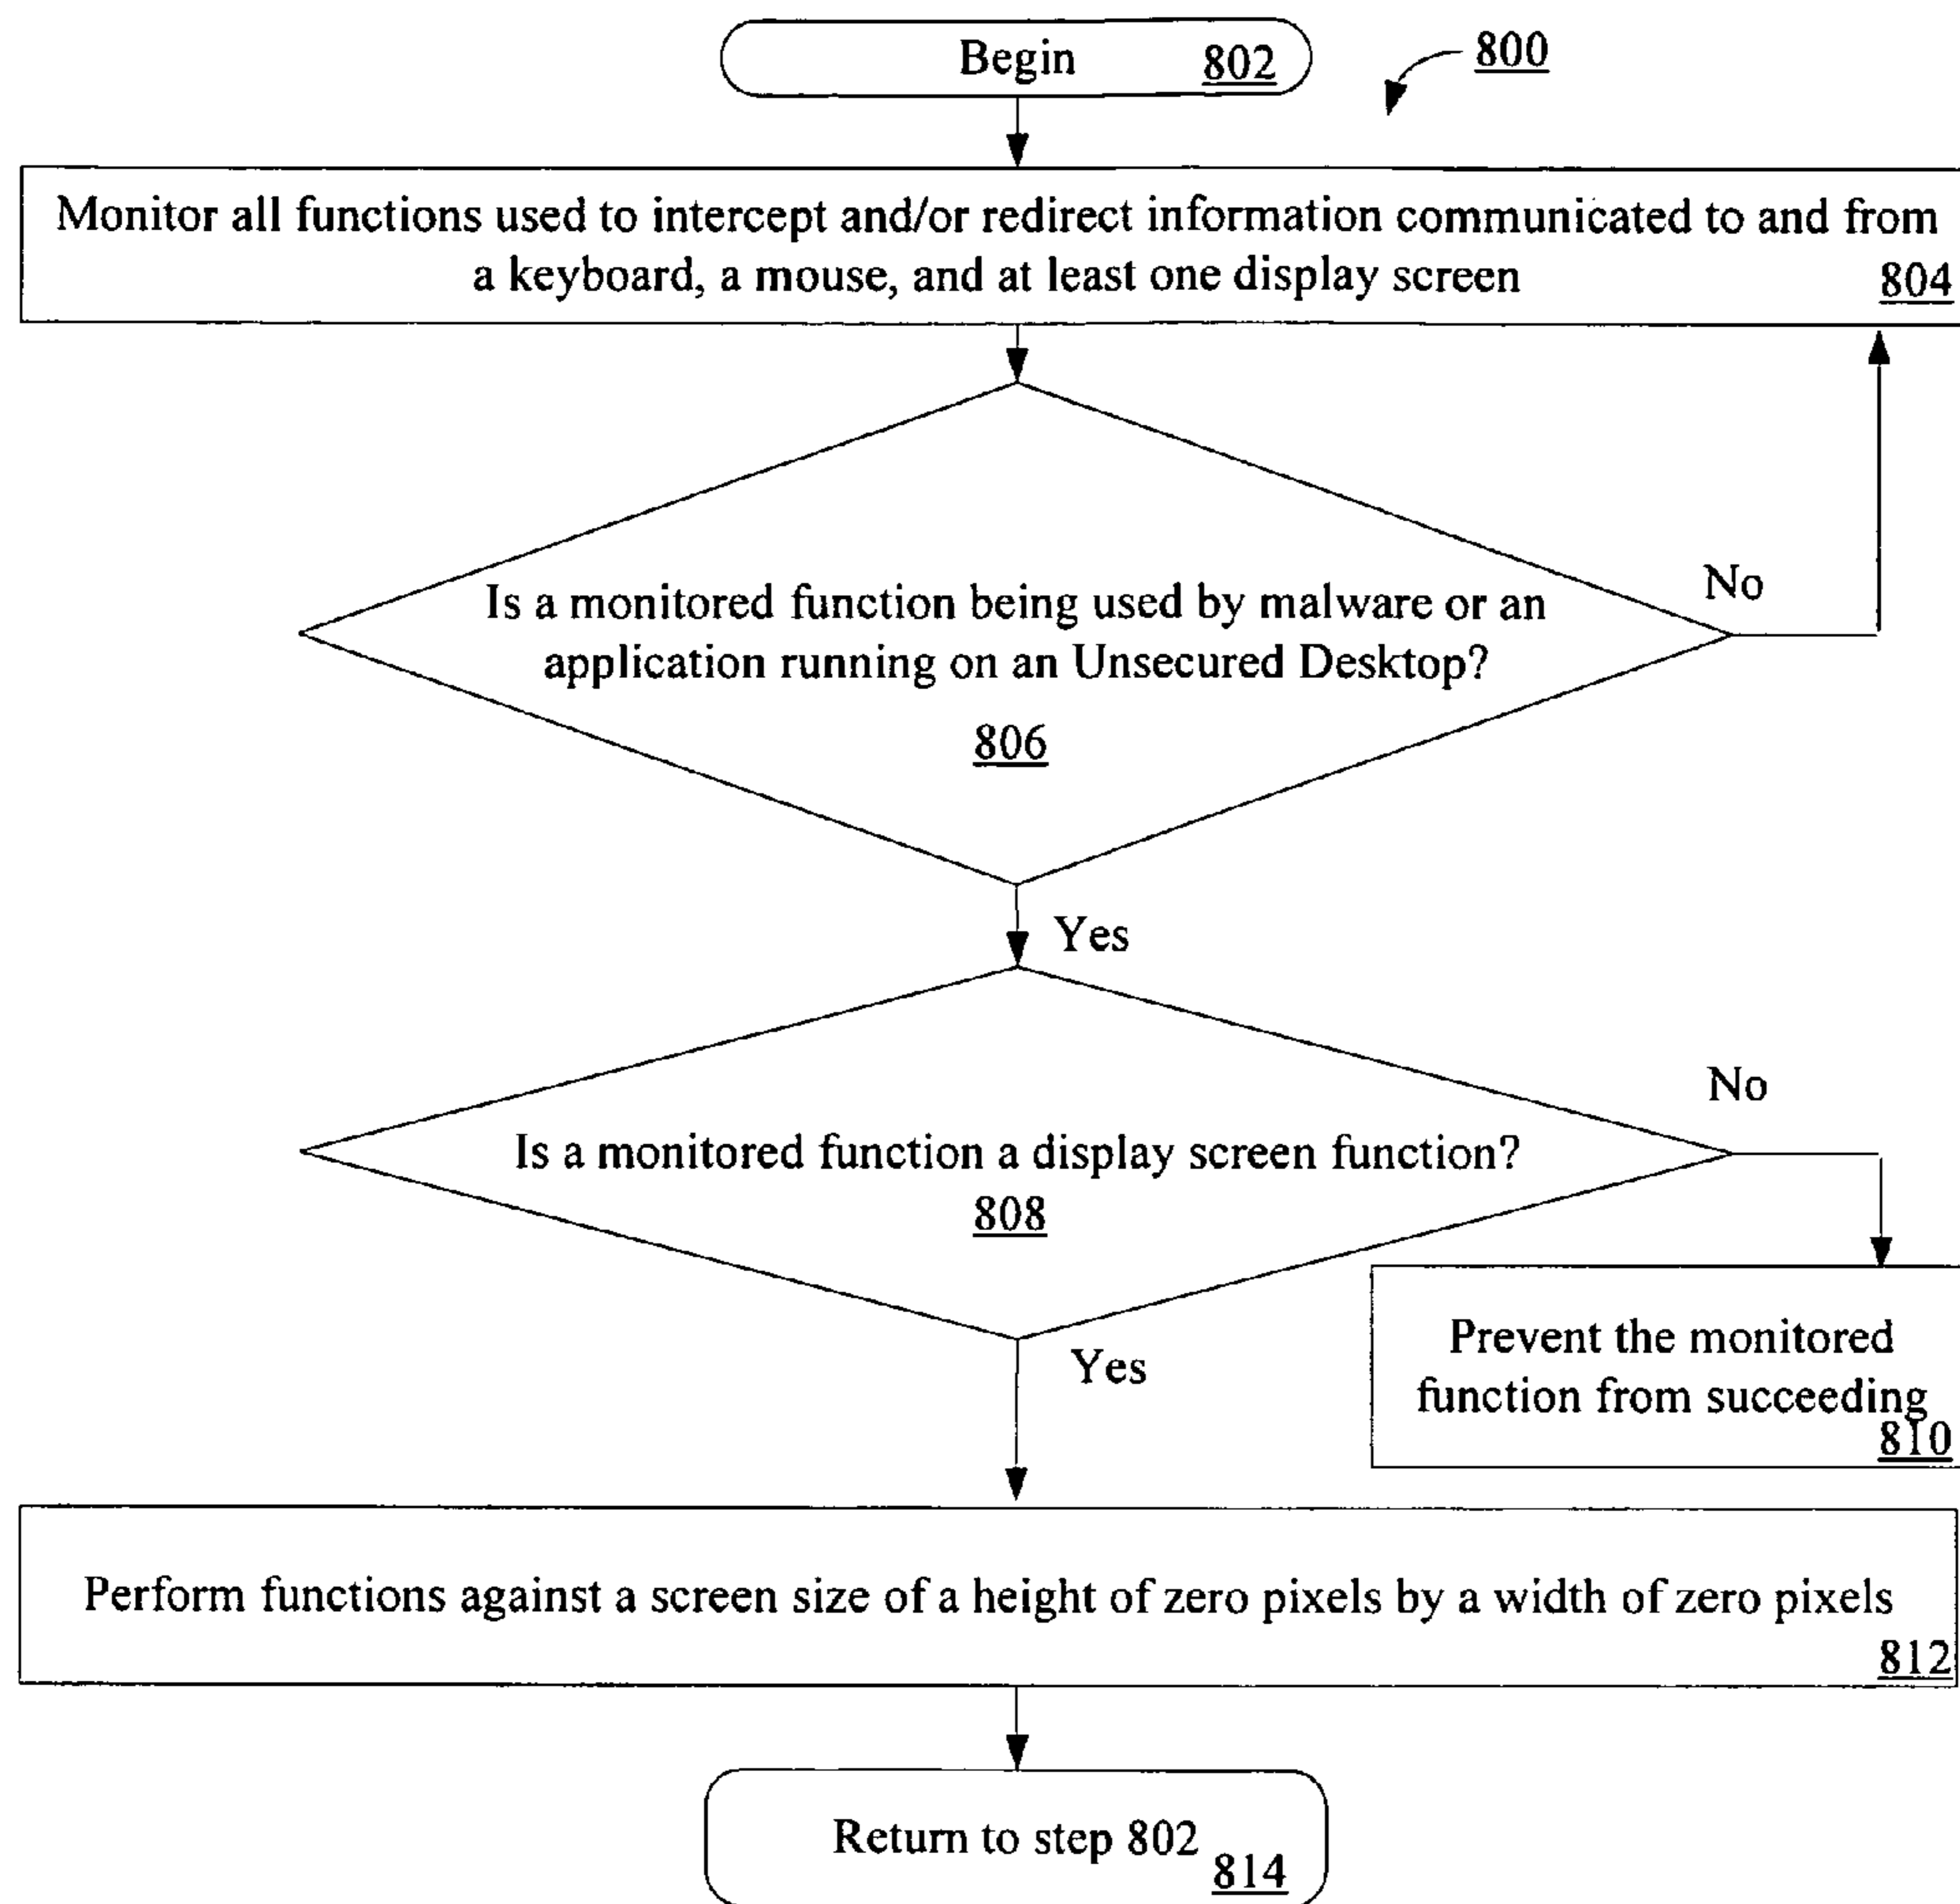 Begin 802
800
Monitor all functions used to intercept and/or redirect information communicated to and from
a keyboard, a mouse, and at least one display screen
804
No
Is a monitored function being used by malware or an
application running on an Unsecured Desktop?
806
Yes
No
Is a monitored function a display screen function?
808
Yes
Prevent the monitored
function from succeeding
810
Perform functions against a screen size of a height of zero pixels by a width of zero pixels
812
Return to step 802
814